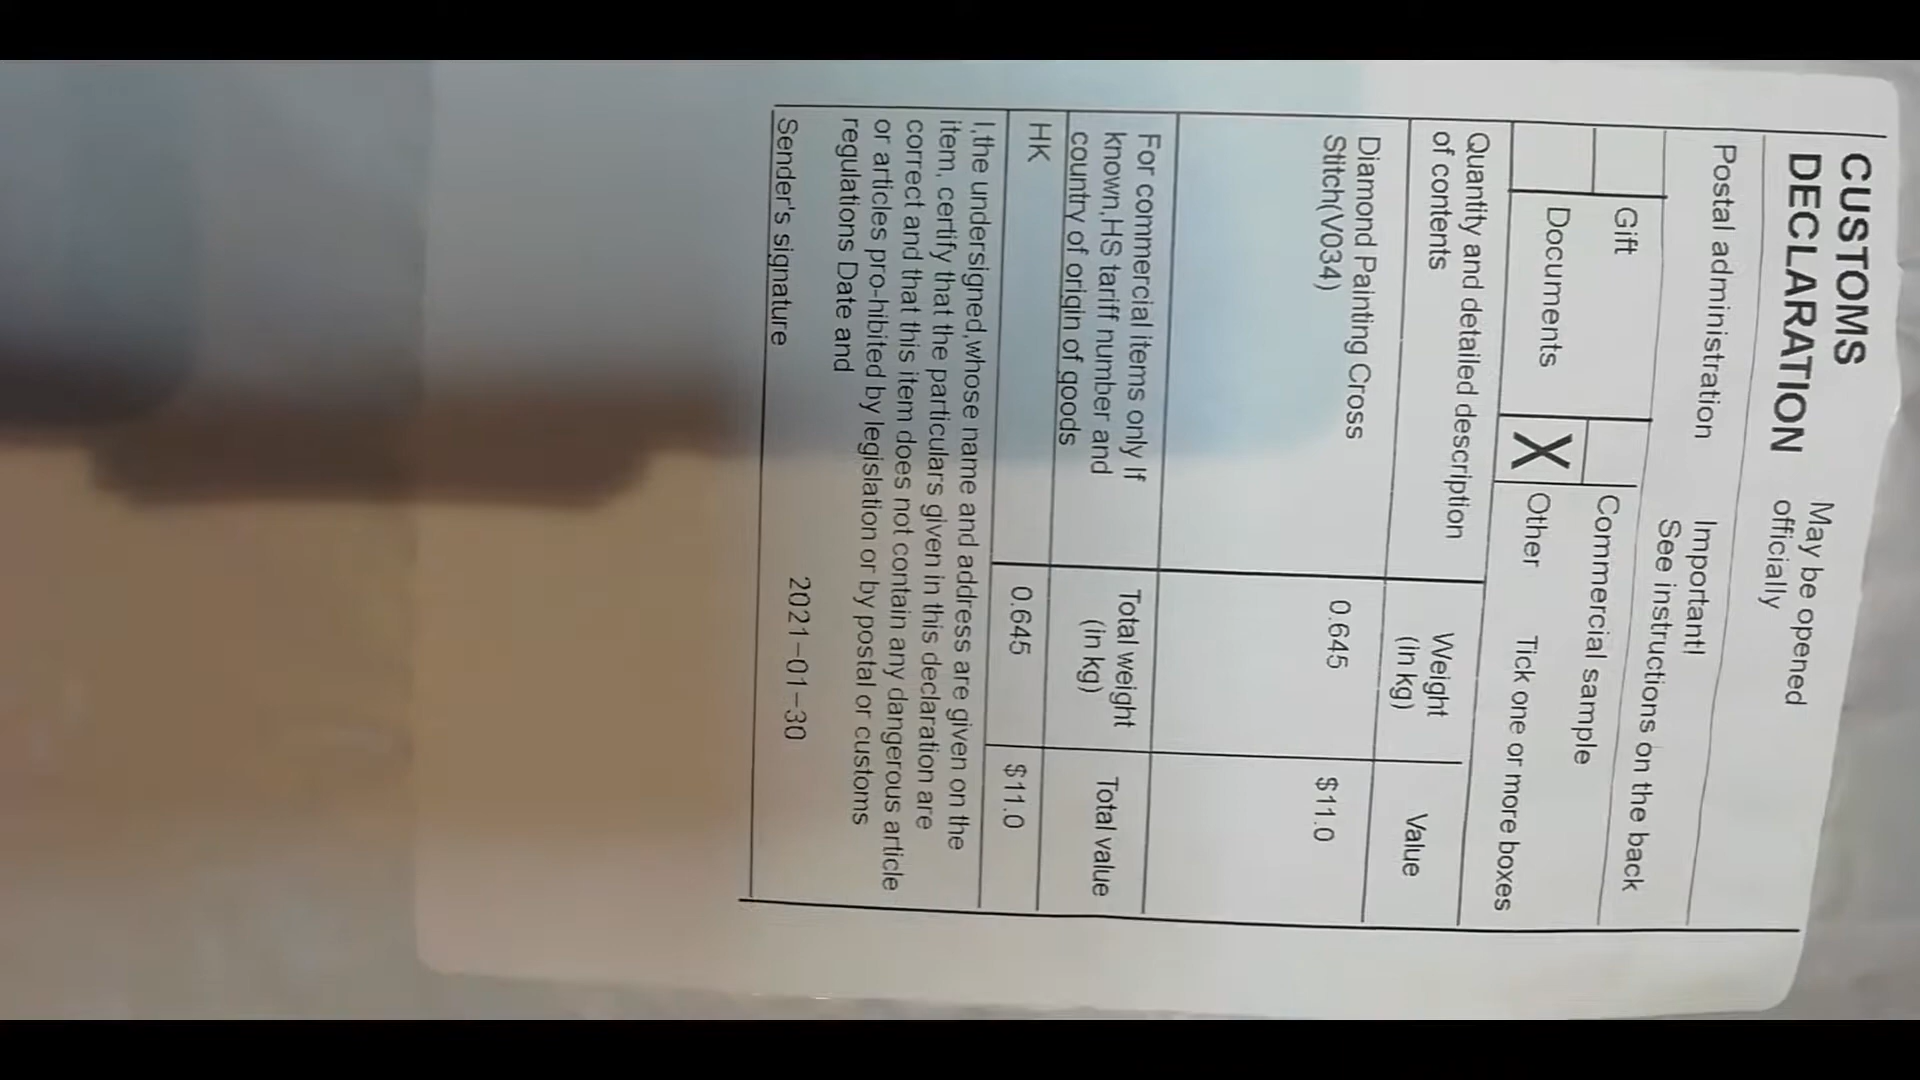 CUSTOMS
DECLARATION
May be opened
officially
Postal administration
Important!
See instructions on the back
Gift
Commercial sample
Documents
X
Other
Tick one or more boxes
Quantity and detailed description
of contents
Weight
(in kg)
Value
Diamond Painting Cross
Stitch(V034)
0.645
$11.0
For commercial items only If
known,HS tariff number and
country of origin of goods
Total weight
(in kg)
Total value
HK
0.645
$11.0
I,the undersigned,whose name and address are given on the
item, certify that the particulars given in this declaration are
correct and that this item does not contain any dangerous article
or articles pro-hibited by legislation or by postal or customs
regulations Date and
Sender's signature
2021-01-30